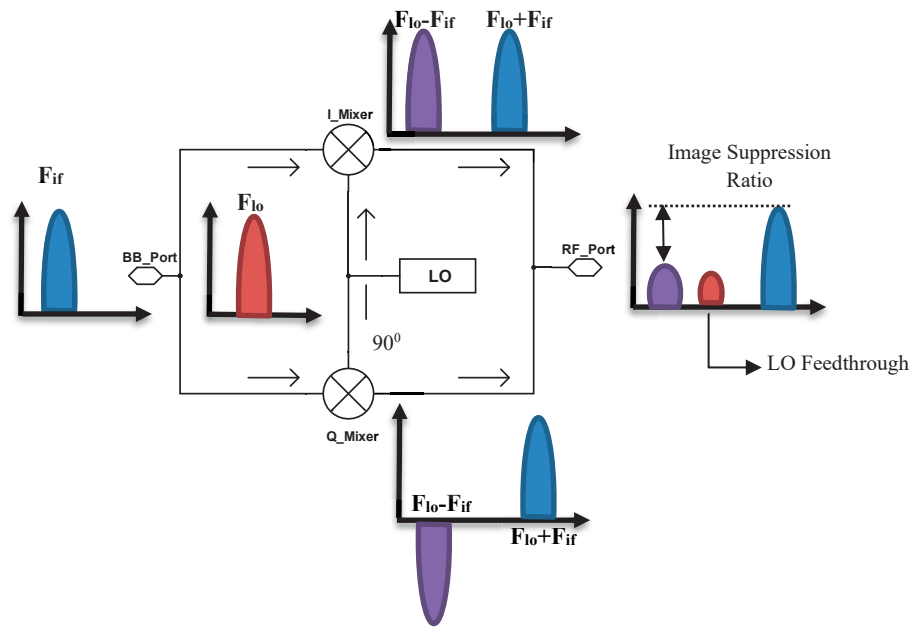 Flo-Fif Flo+Fif
I_Mixer
Image Suppression
Ratio
Fif
Flo
BB_Port
LO
RF_Port
90⁰
LO Feedthrough
Q_Mixer
Flo-Fif
Flo+Fif